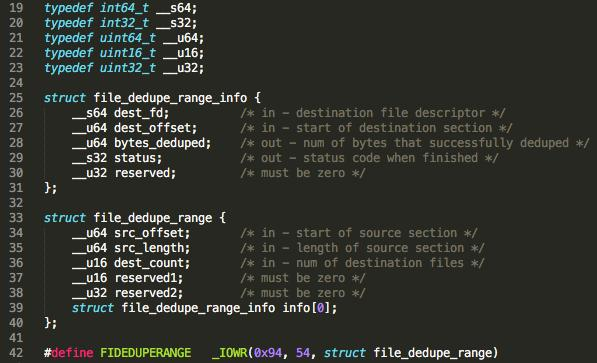 19 typedef int64_t __s64;
20 typedef int32_t __s32;
21 typedef uint64_t __u64;
22 typedef uint16_t __u16;
23 typedef uint32_t __u32;
24
25 struct file_dedupe_range_info {
26     __s64 dest_fd;          /* in - destination file descriptor */
27     __u64 dest_offset;      /* in - start of destination section */
28     __u64 bytes_deduped;    /* out - num of bytes that successfully deduped */
29     __s32 status;           /* out - status code when finished */
30     __u32 reserved;         /* must be zero */
31 };
32
33 struct file_dedupe_range {
34     __u64 src_offset;       /* in - start of source section */
35     __u64 src_length;       /* in - length of source section */
36     __u16 dest_count;       /* in - num of destination files */
37     __u16 reserved1;        /* must be zero */
38     __u32 reserved2;        /* must be zero */
39     struct file_dedupe_range_info info[0];
40 };
41
42 #define FIDEDUPERANGE   _IOWR(0x94, 54, struct file_dedupe_range)